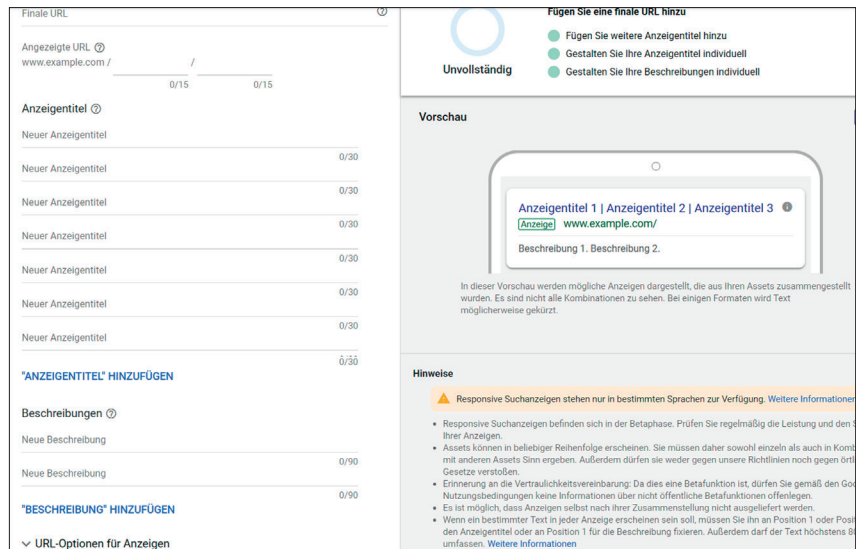 Finale URL
Angezeigte URL
www.example.com / /
0/15 0/15
Anzeigentitel
Neuer Anzeigentitel
0/30
Neuer Anzeigentitel
0/30
Neuer Anzeigentitel
0/30
Neuer Anzeigentitel
0/30
Neuer Anzeigentitel
0/30
Neuer Anzeigentitel
0/30
Neuer Anzeigentitel
0/30
"ANZEIGENTITEL" HINZUFÜGEN
Beschreibungen
Neue Beschreibung
0/90
Neue Beschreibung
0/90
"BESCHREIBUNG" HINZUFÜGEN
URL-Optionen für Anzeigen
Unvollständig
Fügen Sie eine finale URL hinzu
Fügen Sie weitere Anzeigentitel hinzu
Gestalten Sie Ihre Anzeigentitel individuell
Gestalten Sie Ihre Beschreibungen individuell
Vorschau
Anzeigentitel 1 | Anzeigentitel 2 | Anzeigentitel 3
Anzeige www.example.com/
Beschreibung 1. Beschreibung 2.
In dieser Vorschau werden mögliche Anzeigen dargestellt, die aus Ihren Assets zusammengestellt
wurden. Es sind nicht alle Kombinationen zu sehen. Bei einigen Formaten wird Text
möglicherweise gekürzt.
Hinweise
Responsive Suchanzeigen stehen nur in bestimmten Sprachen zur Verfügung. Weitere Informationen
• Responsive Suchanzeigen befinden sich in der Betaphase. Prüfen Sie regelmäßig die Leistung und den
Ihrer Anzeigen.
• Assets können in beliebiger Reihenfolge erscheinen. Sie müssen daher sowohl einzeln als auch in
mit anderen Assets Sinn ergeben. Außerdem dürfen sie weder gegen unsere Richtlinien noch gegen
Gesetze verstoßen.
• Erinnerung an die Vertraulichkeitsvereinbarung: Da dies eine Betafunktion ist, dürfen Sie gemäß den
Nutzungsbedingungen keine Informationen über nicht öffentliche Betafunktionen offenlegen.
• Es ist möglich, dass Anzeigen selbst nach ihrer Zusammenstellung nicht ausgeliefert werden.
• Wenn ein bestimmter Text in jeder Anzeige erscheinen sein soll, müssen Sie ihn an Position 1 oder
den Anzeigentitel oder an Position 1 für die Beschreibung fixieren. Außerdem darf der Text höchstens
umfassen. Weitere Informationen